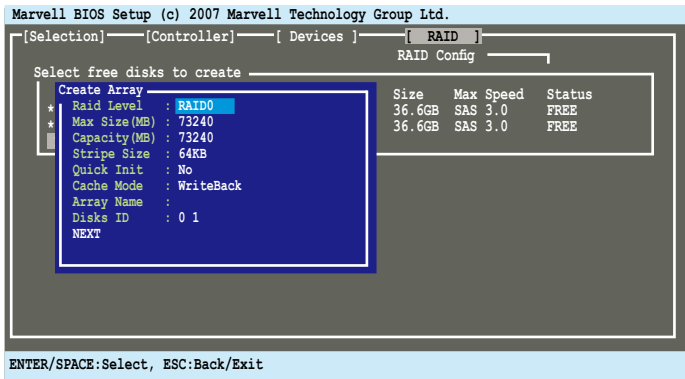 Marvell BIOS Setup (c) 2007 Marvell Technology Group Ltd.
[Selection] [Controller] [ Devices ] [ RAID ]
RAID Config
Select free disks to create
Create Array
Size Max Speed Status
* Raid Level : RAID0 36.6GB SAS 3.0 FREE
* Max Size(MB) : 73240 36.6GB SAS 3.0 FREE
Capacity(MB) : 73240
Stripe Size : 64KB
Quick Init : No
Cache Mode : WriteBack
Array Name :
Disks ID : 0 1
NEXT
ENTER/SPACE:Select, ESC:Back/Exit